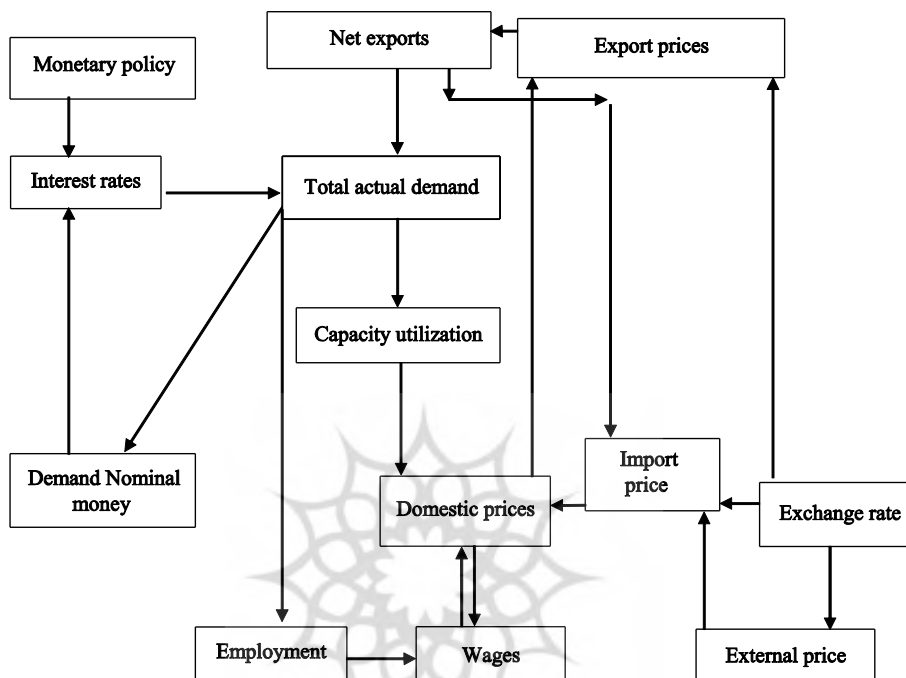 Net exports
Export prices
Monetary policy
Interest rates
Total actual demand
Capacity utilization
Demand Nominal
money
Domestic prices
Import
price
Exchange rate
Employment
Wages
External price